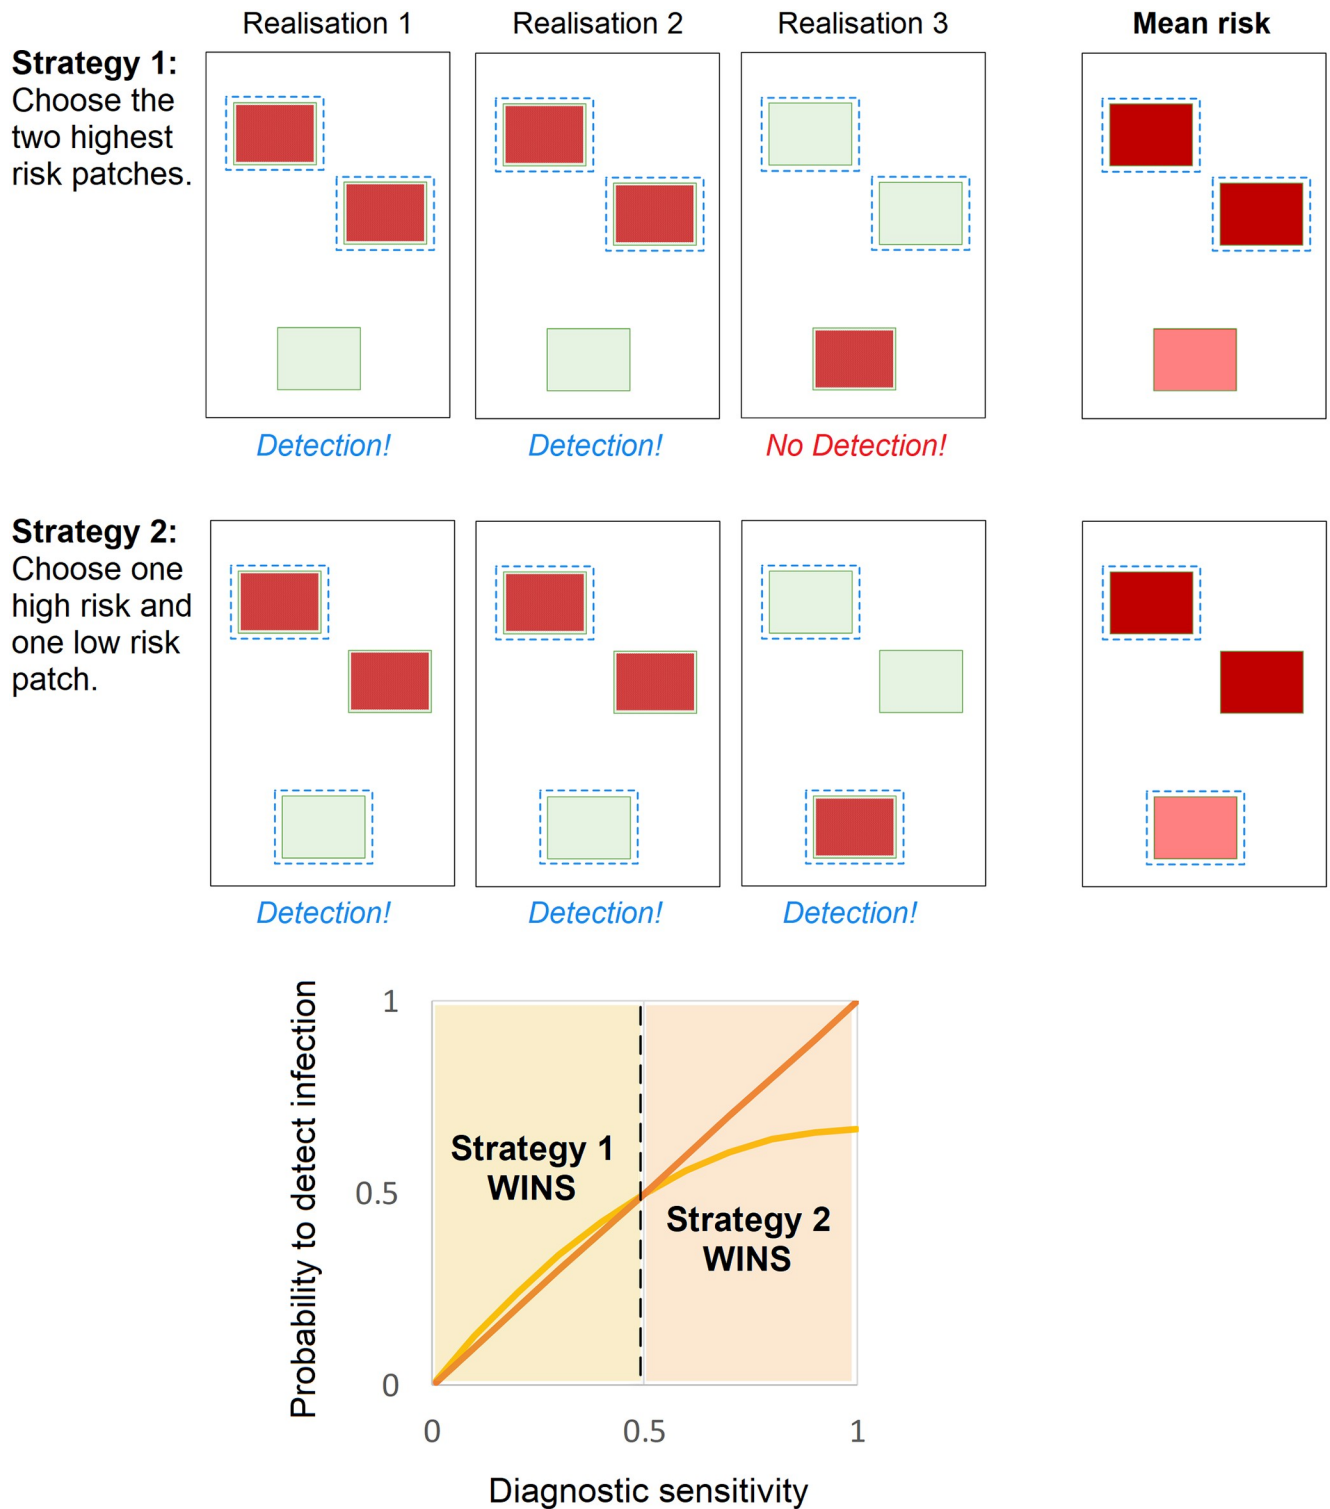 Realisation 1
Realisation 2
Realisation 3
Mean risk
Strategy 1:
Choose the
two highest
risk patches.
Detection!
Detection!
No Detection!
Strategy 2:
Choose one
high risk and
one low risk
patch.
Detection!
Detection!
Detection!
Probability to detect infection
1
0.5
0
Strategy 1
WINS
Strategy 2
WINS
0
0.5
1
Diagnostic sensitivity